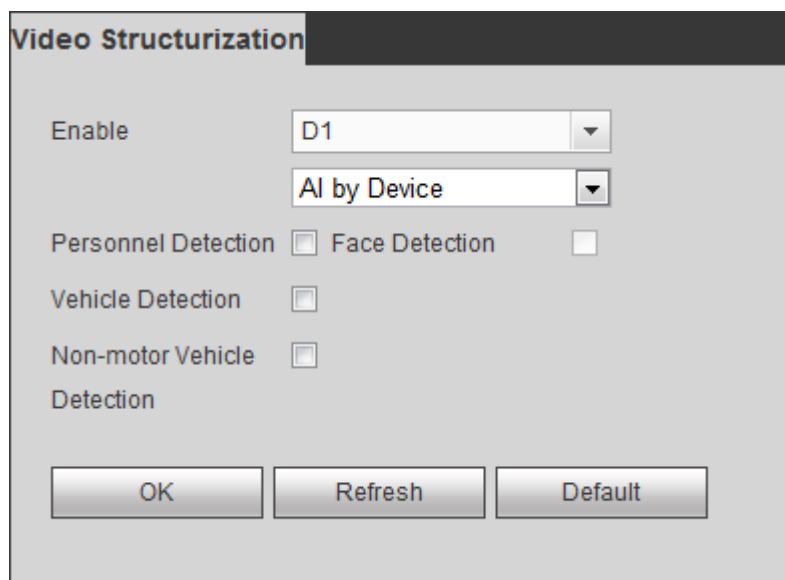 Video Structurization
Enable
D1
AI by Device
Personnel Detection Face Detection
Vehicle Detection
Non-motor Vehicle
Detection
OK Refresh Default